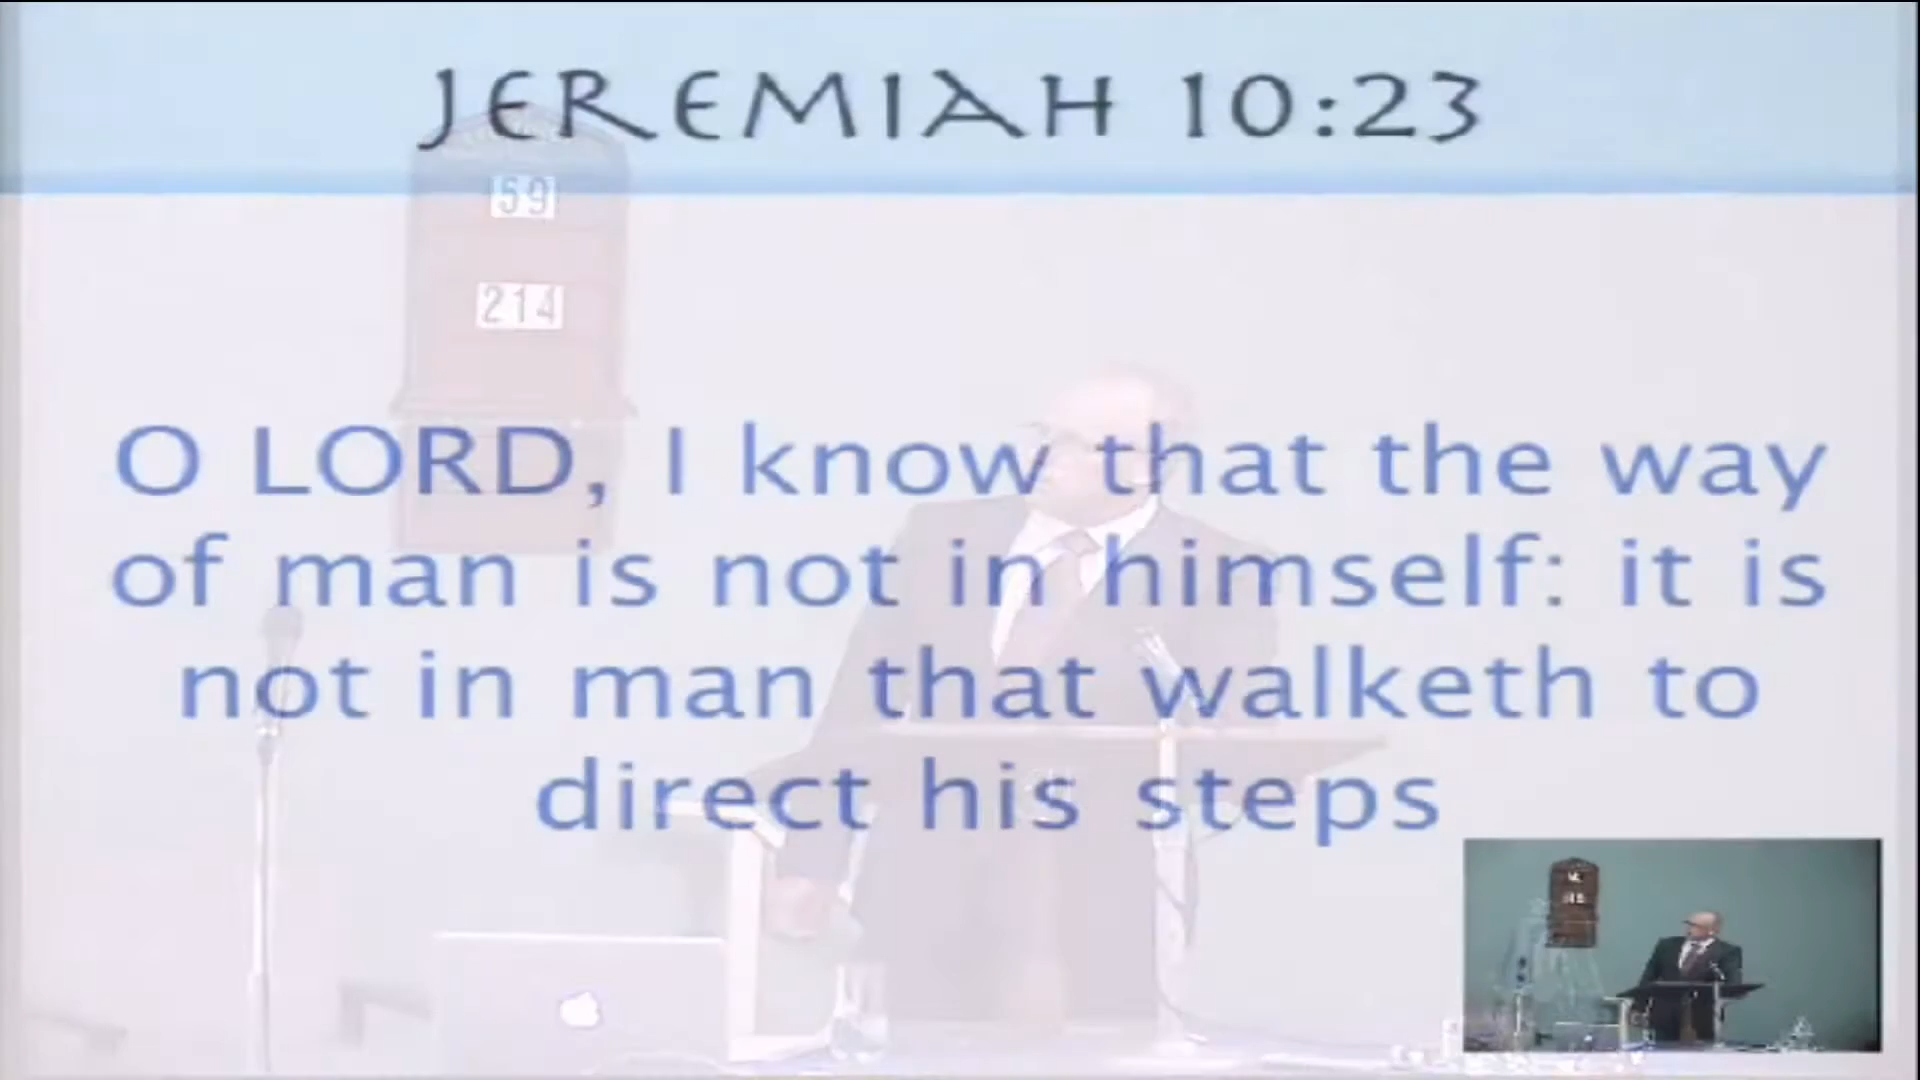 JEREMIAH 10:23
59
214
O LORD, I know that the way
of man is not in himself: it is
not in man that walketh to
direct his steps